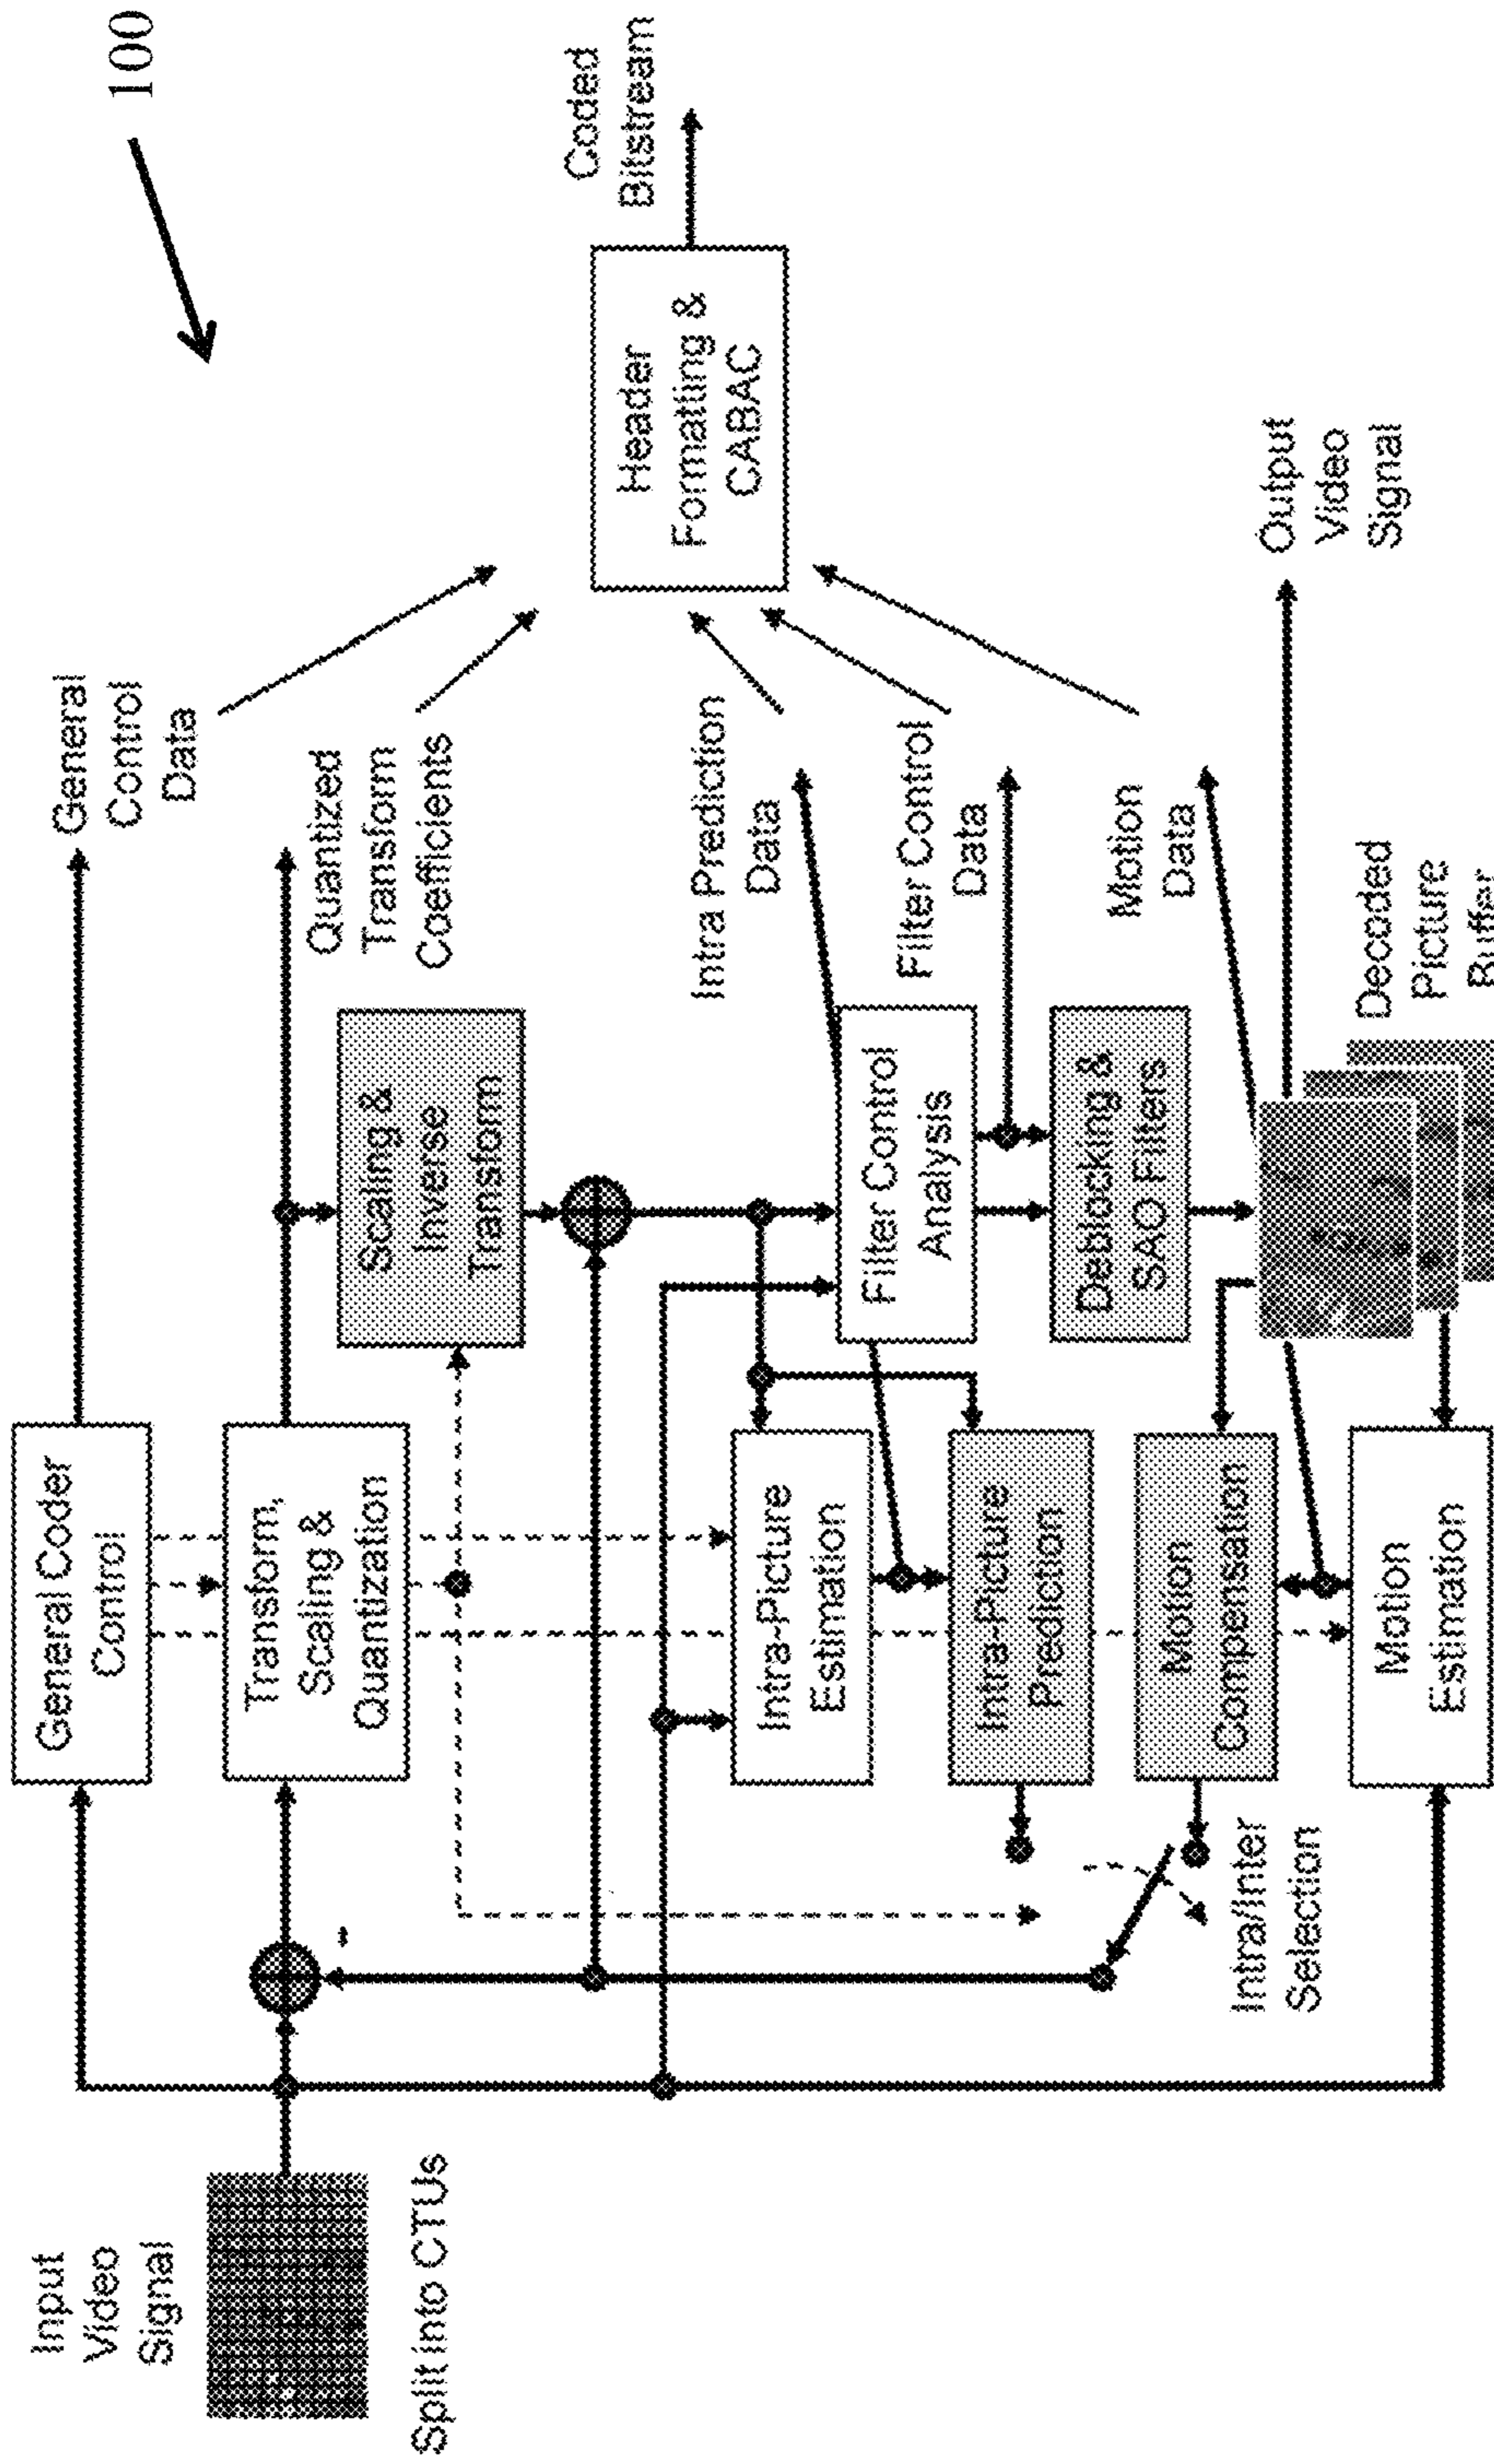 100
Input
Video
Signal
Split into CTUs
General Coder
Control
General
Control
Data
Transform,
Scaling &
Quantization
Quantized
Transform
Coefficients
Scaling &
Inverse
Transform
Header
Formatting &
CABAC
Coded
Bitstream
Intra-Picture
Estimation
Intra Prediction
Data
Filter Control
Analysis
Filter Control
Data
Intra-Picture
Prediction
Deblocking &
SAO Filters
Motion
Compensation
Motion
Data
Intra/Inter
Selection
Motion
Estimation
Output
Video
Signal
Decoded
Picture
Buffer